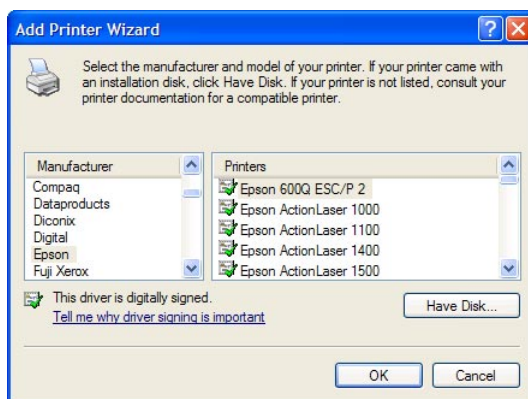 Add Printer Wizard
Select the manufacturer and model of your printer. If your printer came with
an installation disk, click Have Disk. If your printer is not listed, consult your
printer documentation for a compatible printer.
Manufacturer
Compaq
Dataproducts
Diconix
Digital
Epson
Fuji Xerox
Printers
Epson 600Q ESC/P 2
Epson ActionLaser 1000
Epson ActionLaser 1100
Epson ActionLaser 1400
Epson ActionLaser 1500
This driver is digitally signed.
Tell me why driver signing is important
Have Disk...
OK
Cancel